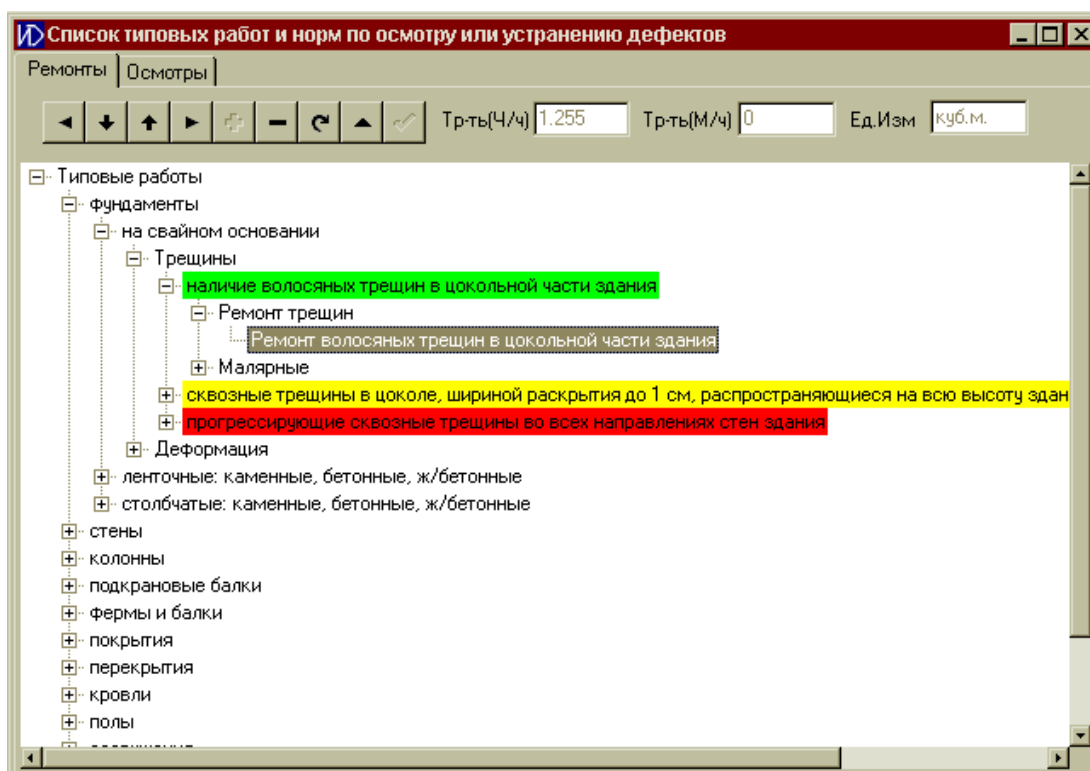 Список типовых работ и норм по осмотру или устранению дефектов
Ремонты Осмотры
Тр-ть(Ч/ч) 1.255 Тр-ть(М/ч) 0 Ед.Изм куб.м.
Типовые работы
фундаменты
на свайном основании
Трещины
наличие волосяных трещин в цокольной части здания
Ремонт трещин
Ремонт волосяных трещин в цокольной части здания
Малярные
сквозные трещины в цоколе, шириной раскрытия до 1 см, распространяющиеся на всю высоту здан
прогрессирующие сквозные трещины во всех направлениях стен здания
Деформация
ленточные: каменные, бетонные, ж/бетонные
столбчатые: каменные, бетонные, ж/бетонные
стены
колонны
подкрановые балки
фермы и балки
покрытия
перекрытия
кровли
полы